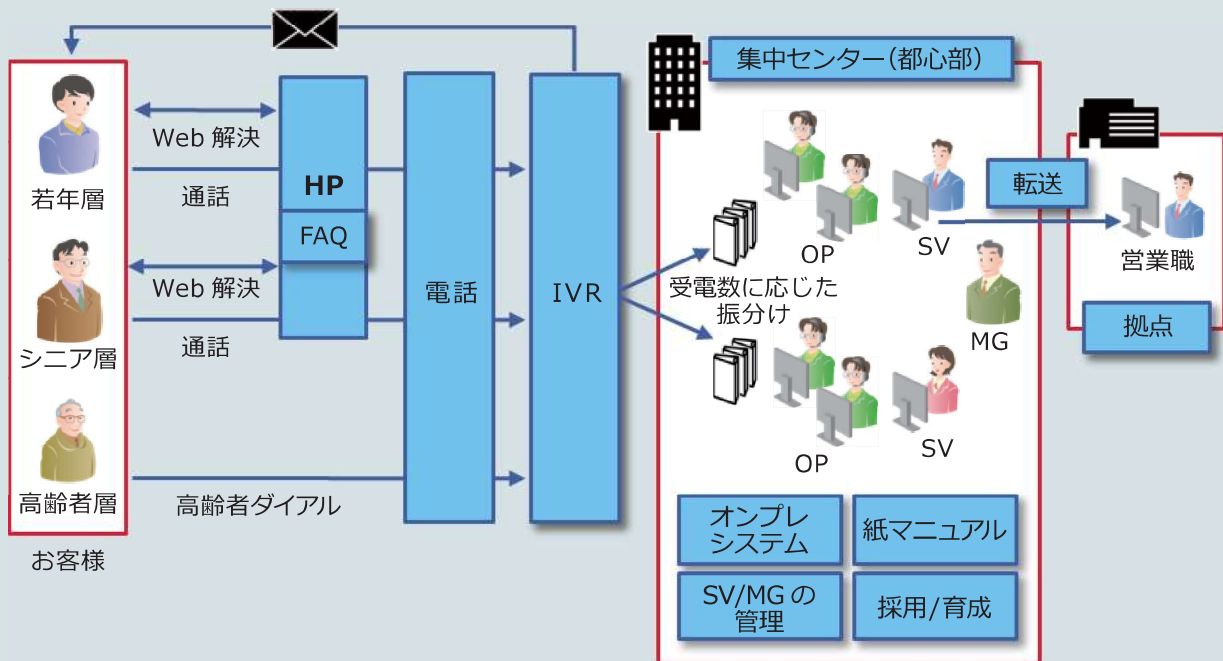 若年層
シニア層
高齢者層
お客様
Web 解決
通話
Web 解決
通話
高齢者ダイアル
HP
FAQ
電話
IVR
集中センター（都心部）
OP
SV
受電数に応じた
振分け
MG
OP
SV
オンプレ
システム
紙マニュアル
SV/MG の
管理
採用/育成
転送
営業職
拠点